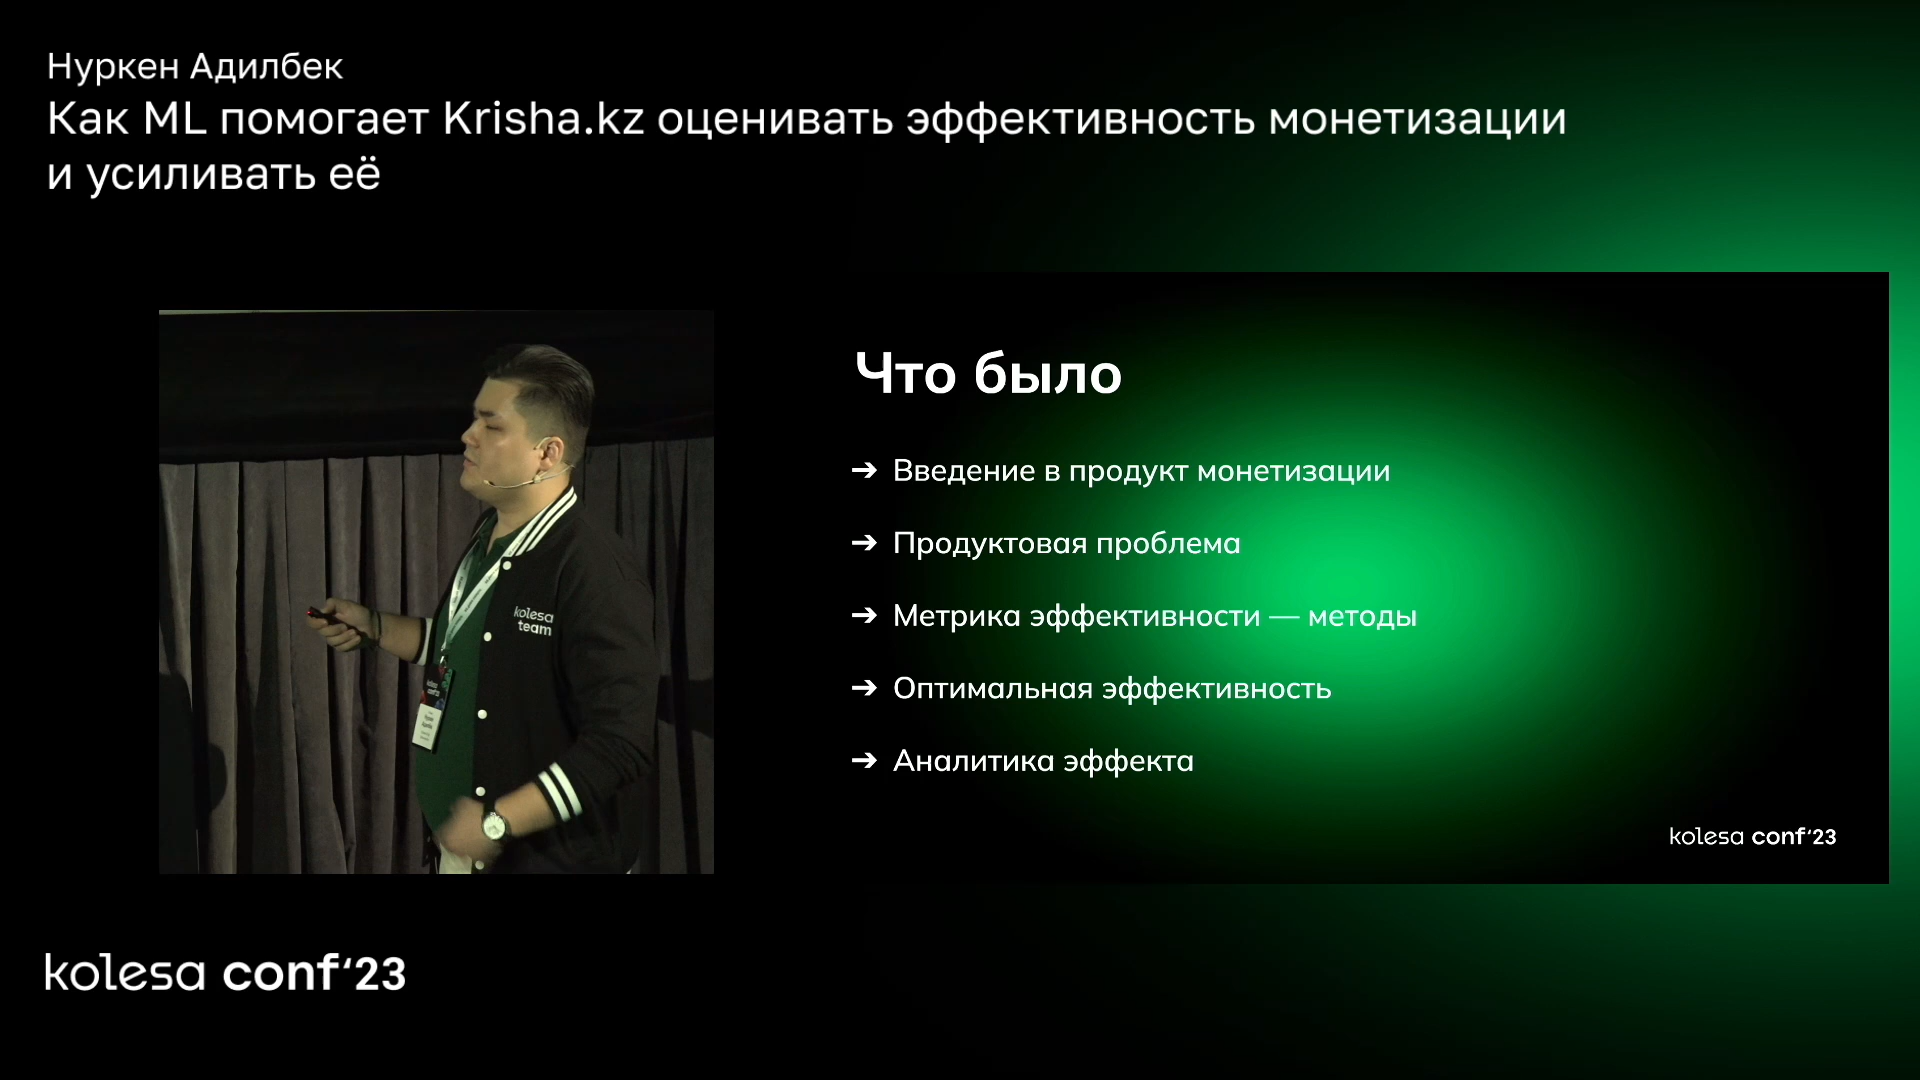 Нуркен Адилбек
Как ML помогает Krisha.kz оценивать эффективность монетизации
и усиливать её
Что было
➔ Введение в продукт монетизации
➔ Продуктовая проблема
➔ Метрика эффективности — методы
➔ Оптимальная эффективность
➔ Аналитика эффекта
kolesa conf‘23
kolesa
team
kolesa conf‘23